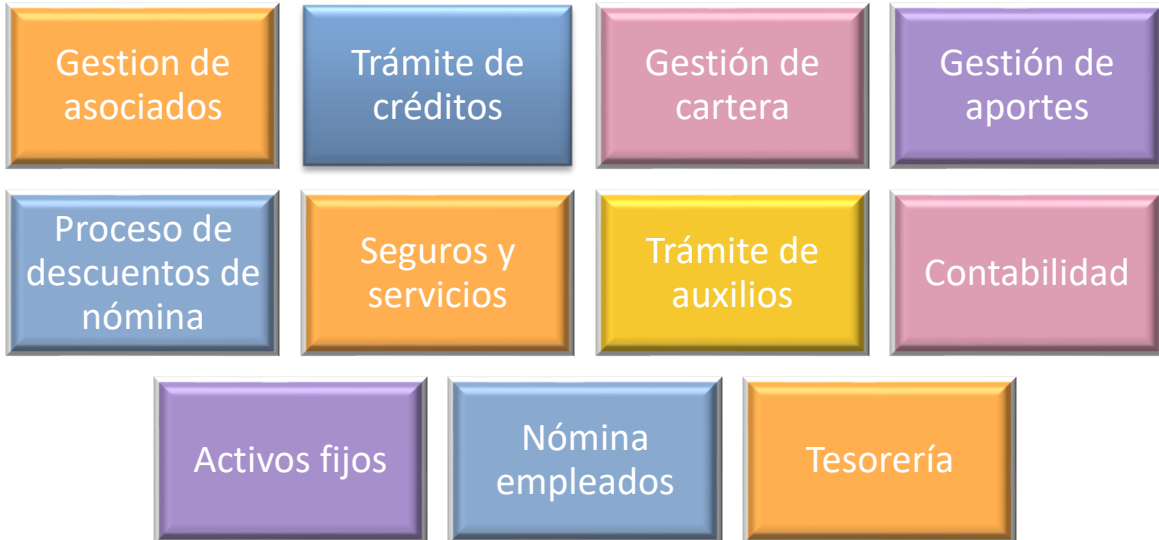 Gestion de
asociados
Trámite de
créditos
Gestión de
cartera
Gestión de
aportes
Proceso de
descuentos de
nómina
Seguros y
servicios
Trámite de
auxilios
Contabilidad
Activos fijos
Nómina
empleados
Tesorería